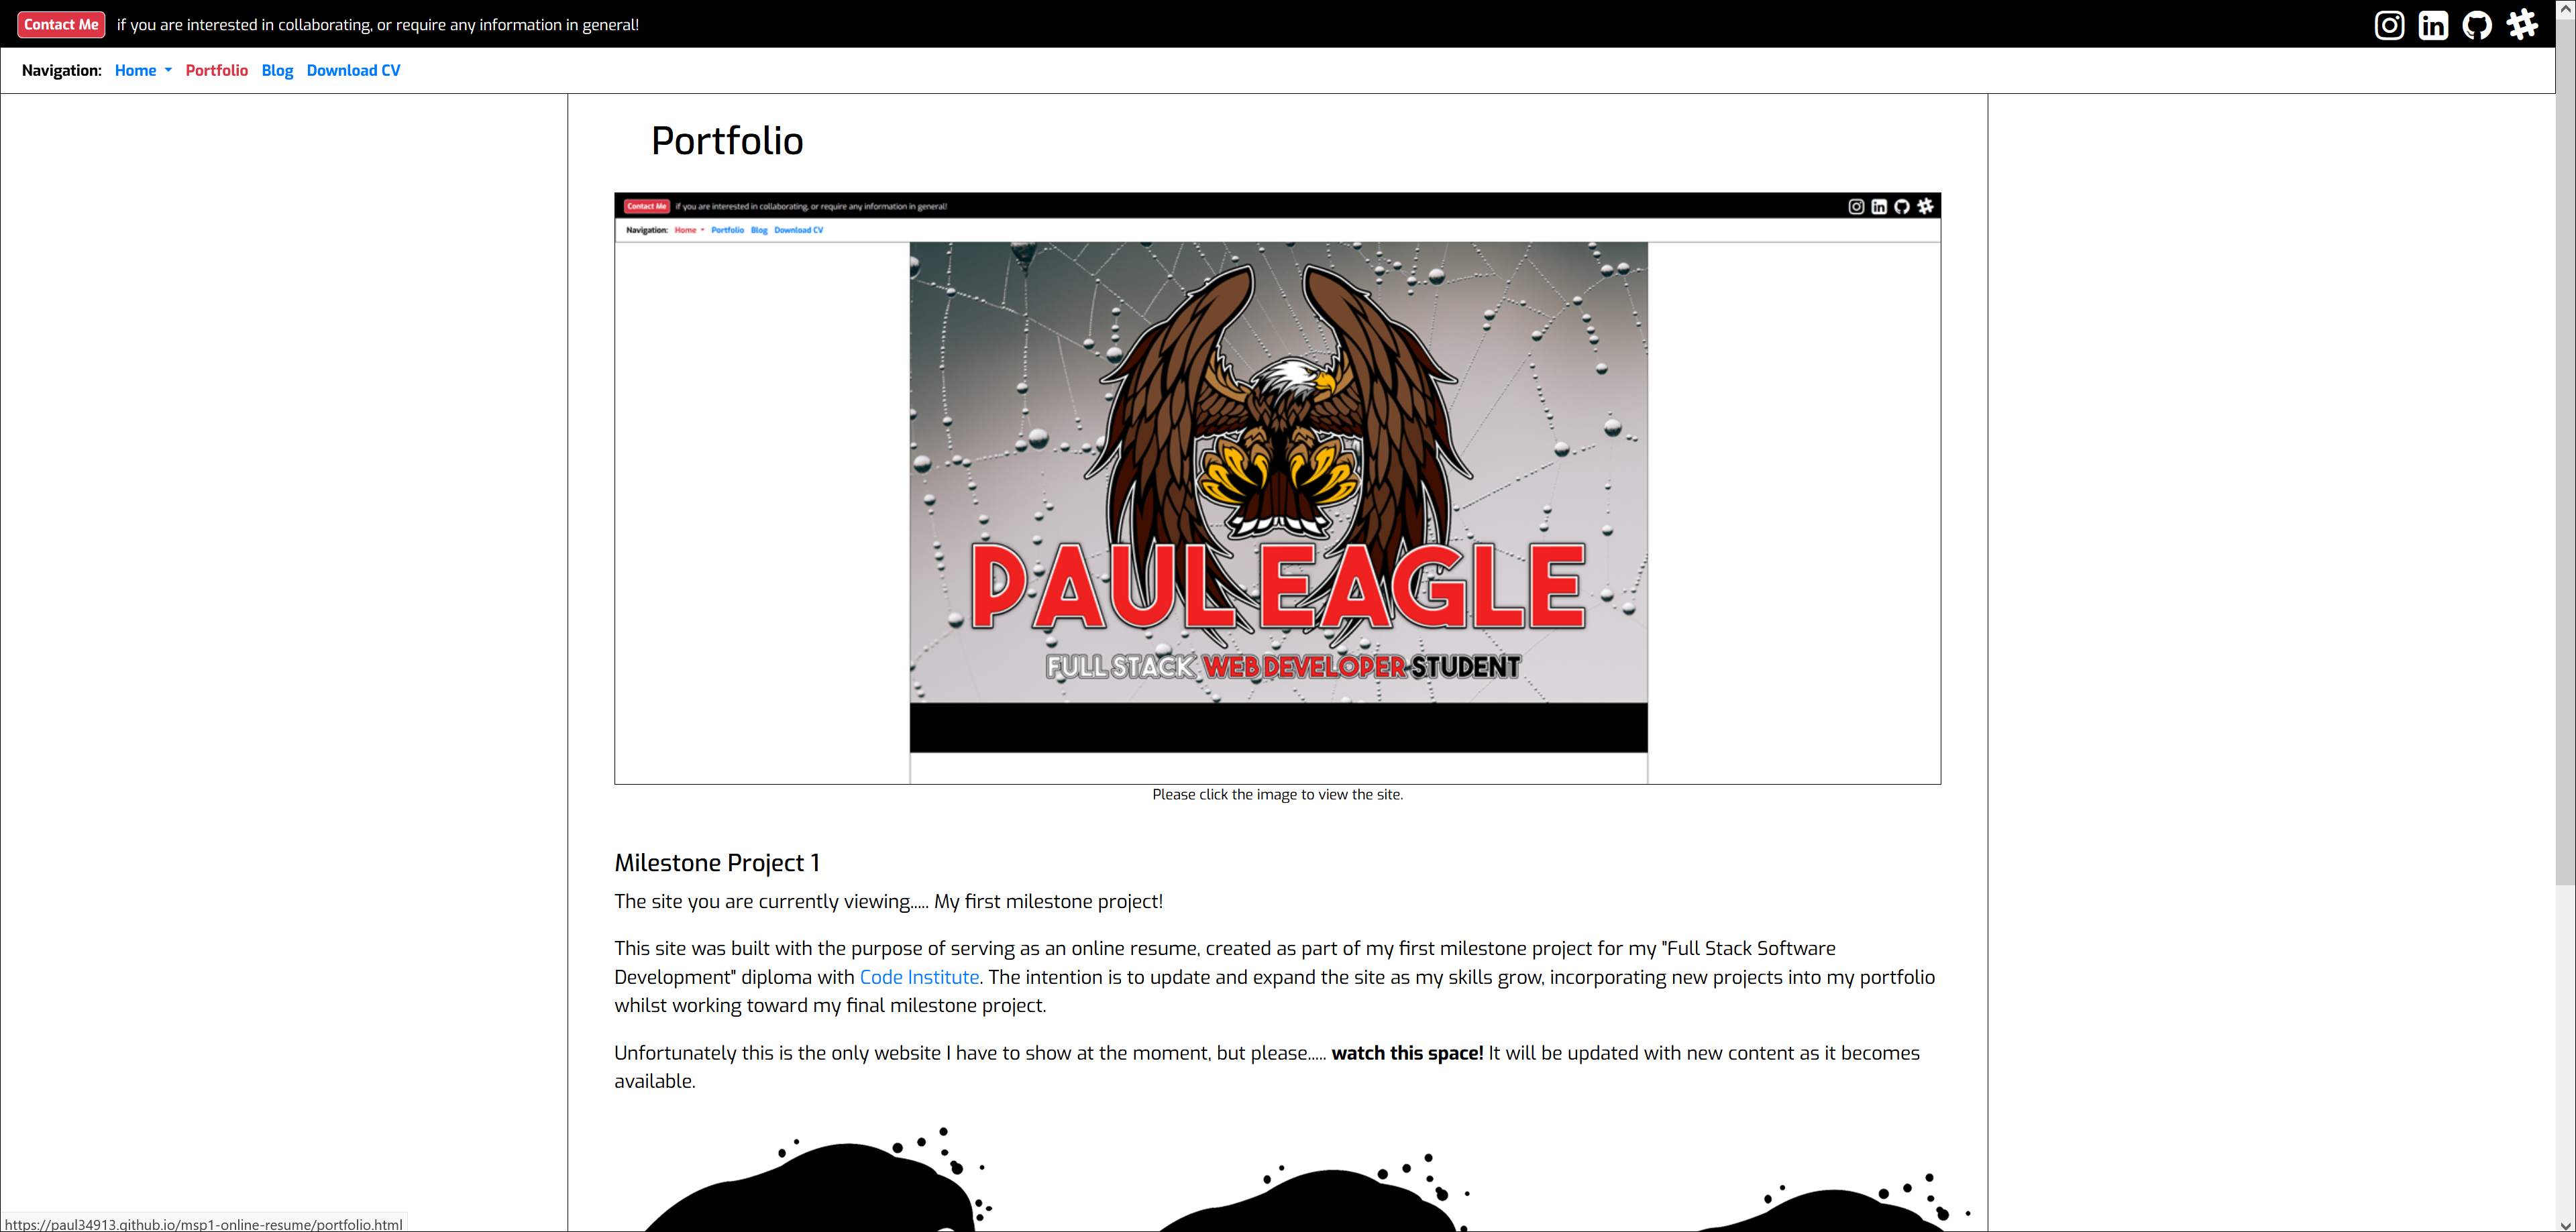 Contact Me if you are interested in collaborating, or require any information in general!
Navigation: Home Portfolio Blog Download CV
Portfolio
Contact Me if you are interested in collaborating, or require any information in general!
Navigation: Home Portfolio Blog Download CV
PAUL EAGLE
FULL STACK WEB DEVELOPER STUDENT
Please click the image to view the site.
Milestone Project 1
The site you are currently viewing..... My first milestone project!
This site was built with the purpose of serving as an online resume, created as part of my first milestone project for my "Full Stack Software
Development" diploma with Code Institute. The intention is to update and expand the site as my skills grow, incorporating new projects into my portfolio
whilst working toward my final milestone project.
Unfortunately this is the only website I have to show at the moment, but please..... watch this space! It will be updated with new content as it becomes
available.
https://paul34913.github.io/msp1-online-resume/portfolio.html